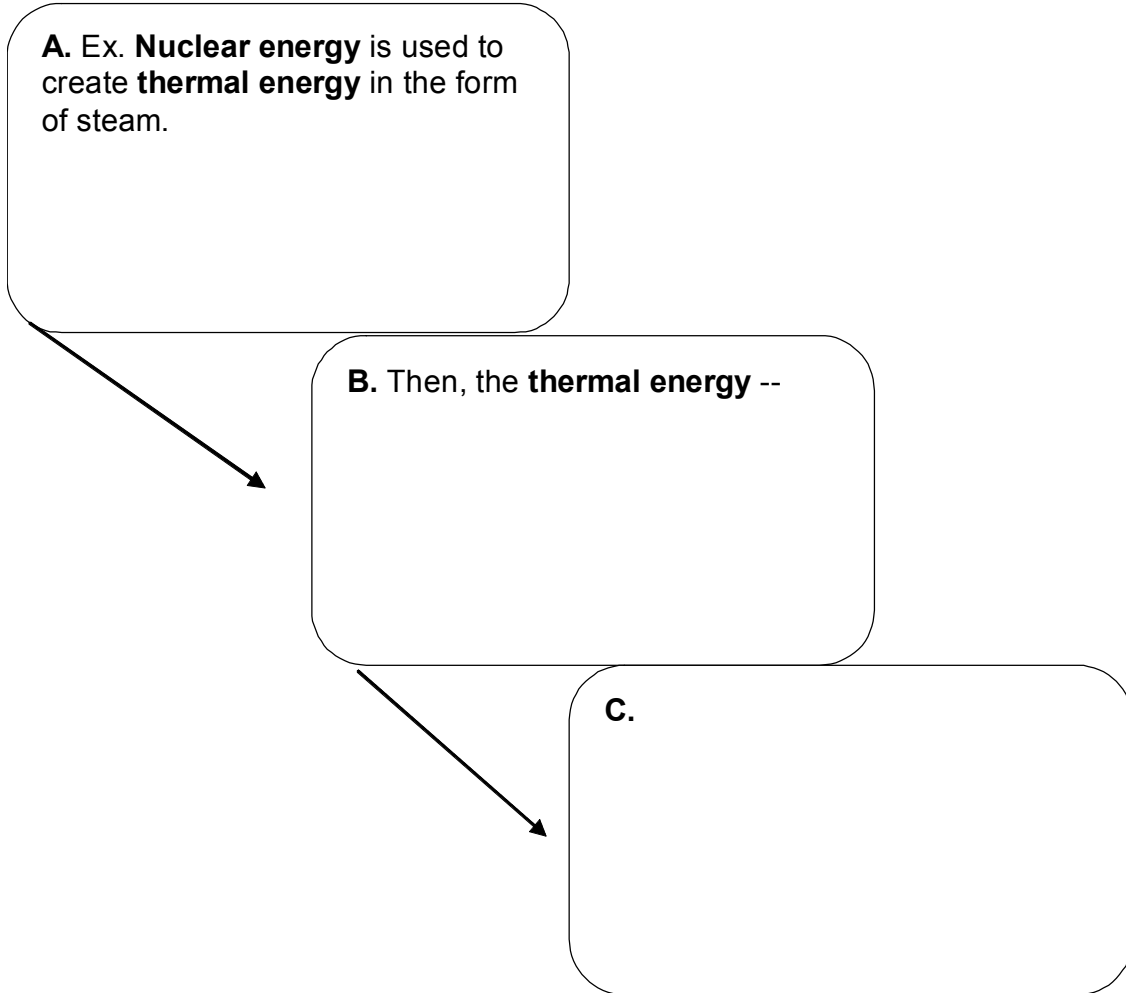 A. Ex. Nuclear energy is used to
create thermal energy in the form
of steam.
B. Then, the thermal energy --
C.